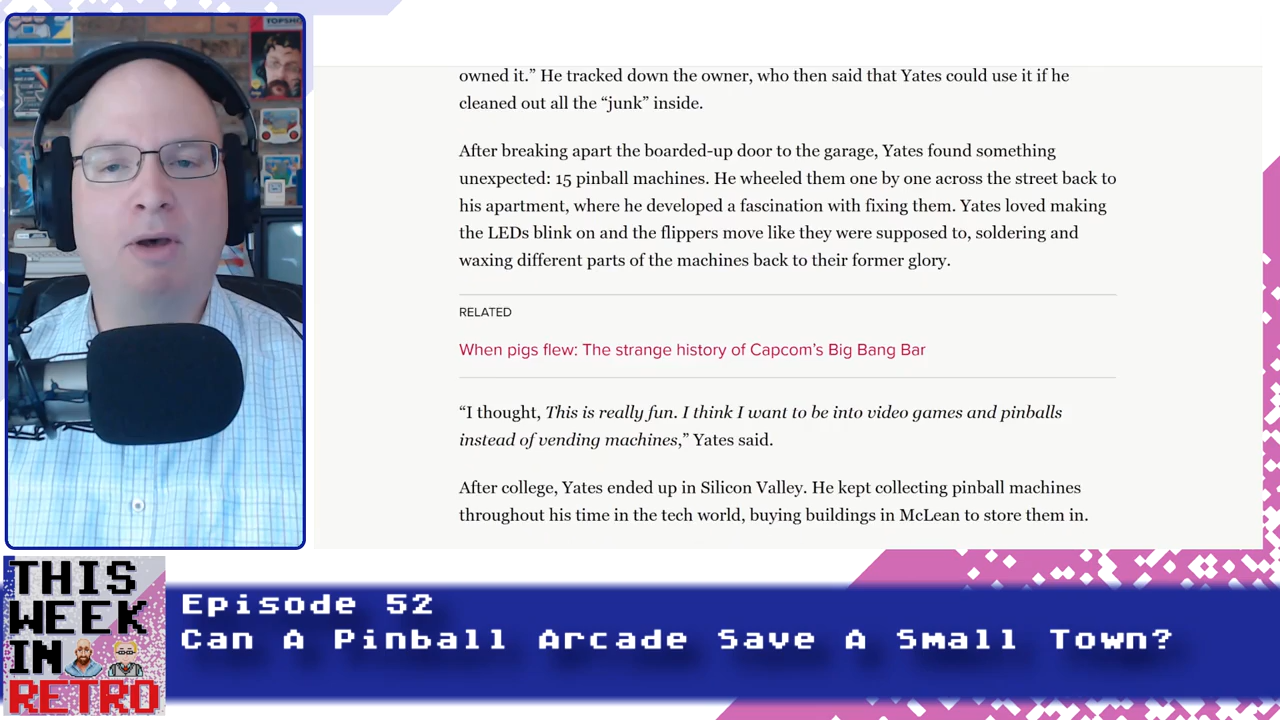 TOPSHO
owned it.” He tracked down the owner, who then said that Yates could use it if he
cleaned out all the “junk” inside.
After breaking apart the boarded-up door to the garage, Yates found something
unexpected: 15 pinball machines. He wheeled them one by one across the street back to
his apartment, where he developed a fascination with fixing them. Yates loved making
the LEDs blink on and the flippers move like they were supposed to, soldering and
waxing different parts of the machines back to their former glory.
RELATED
When pigs flew: The strange history of Capcom’s Big Bang Bar
“I thought, This is really fun. I think I want to be into video games and pinballs
instead of vending machines,” Yates said.
After college, Yates ended up in Silicon Valley. He kept collecting pinball machines
throughout his time in the tech world, buying buildings in McLean to store them in.
THIS
WEEK
IN
RETRO
Episode 52
Can A Pinball Arcade Save A Small Town?